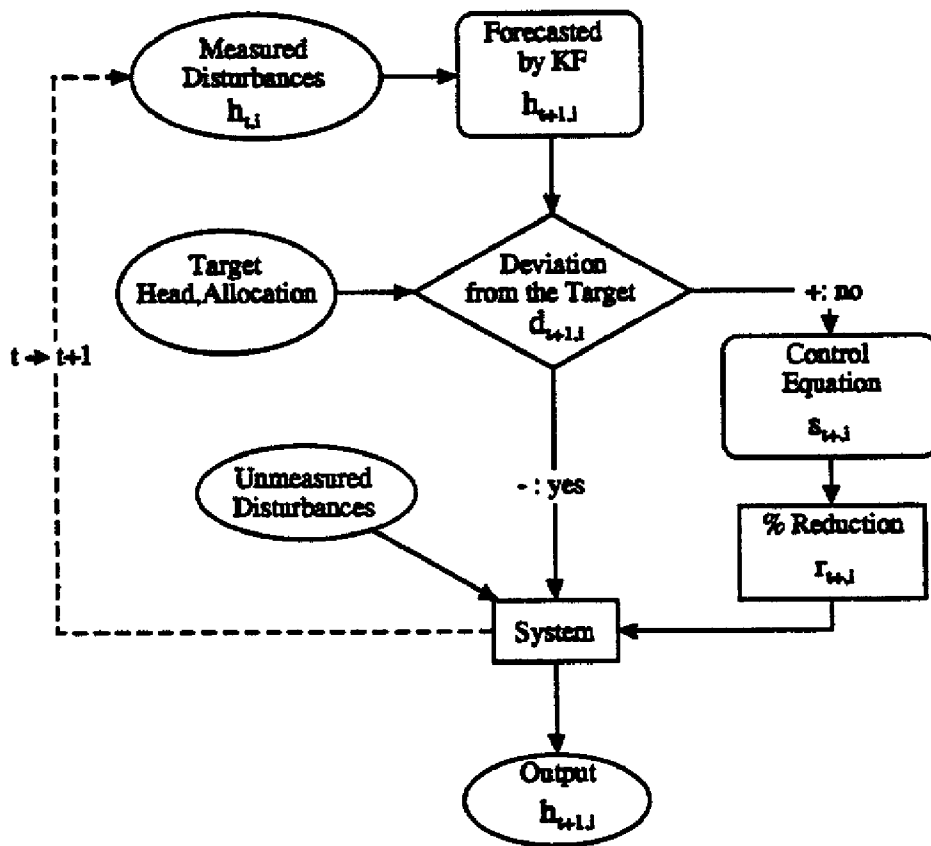 Measured
Disturbances
h_{t,i}
Forecasted
by KF
h_{t+1,i}
Target
Head,Allocation
Deviation
from the Target
d_{t+1,i}
+: no
t → t+1
Control
Equation
s_{t+,i}
Unmeasured
Disturbances
- : yes
% Reduction
r_{t+,i}
System
Output
h_{t+1,i}